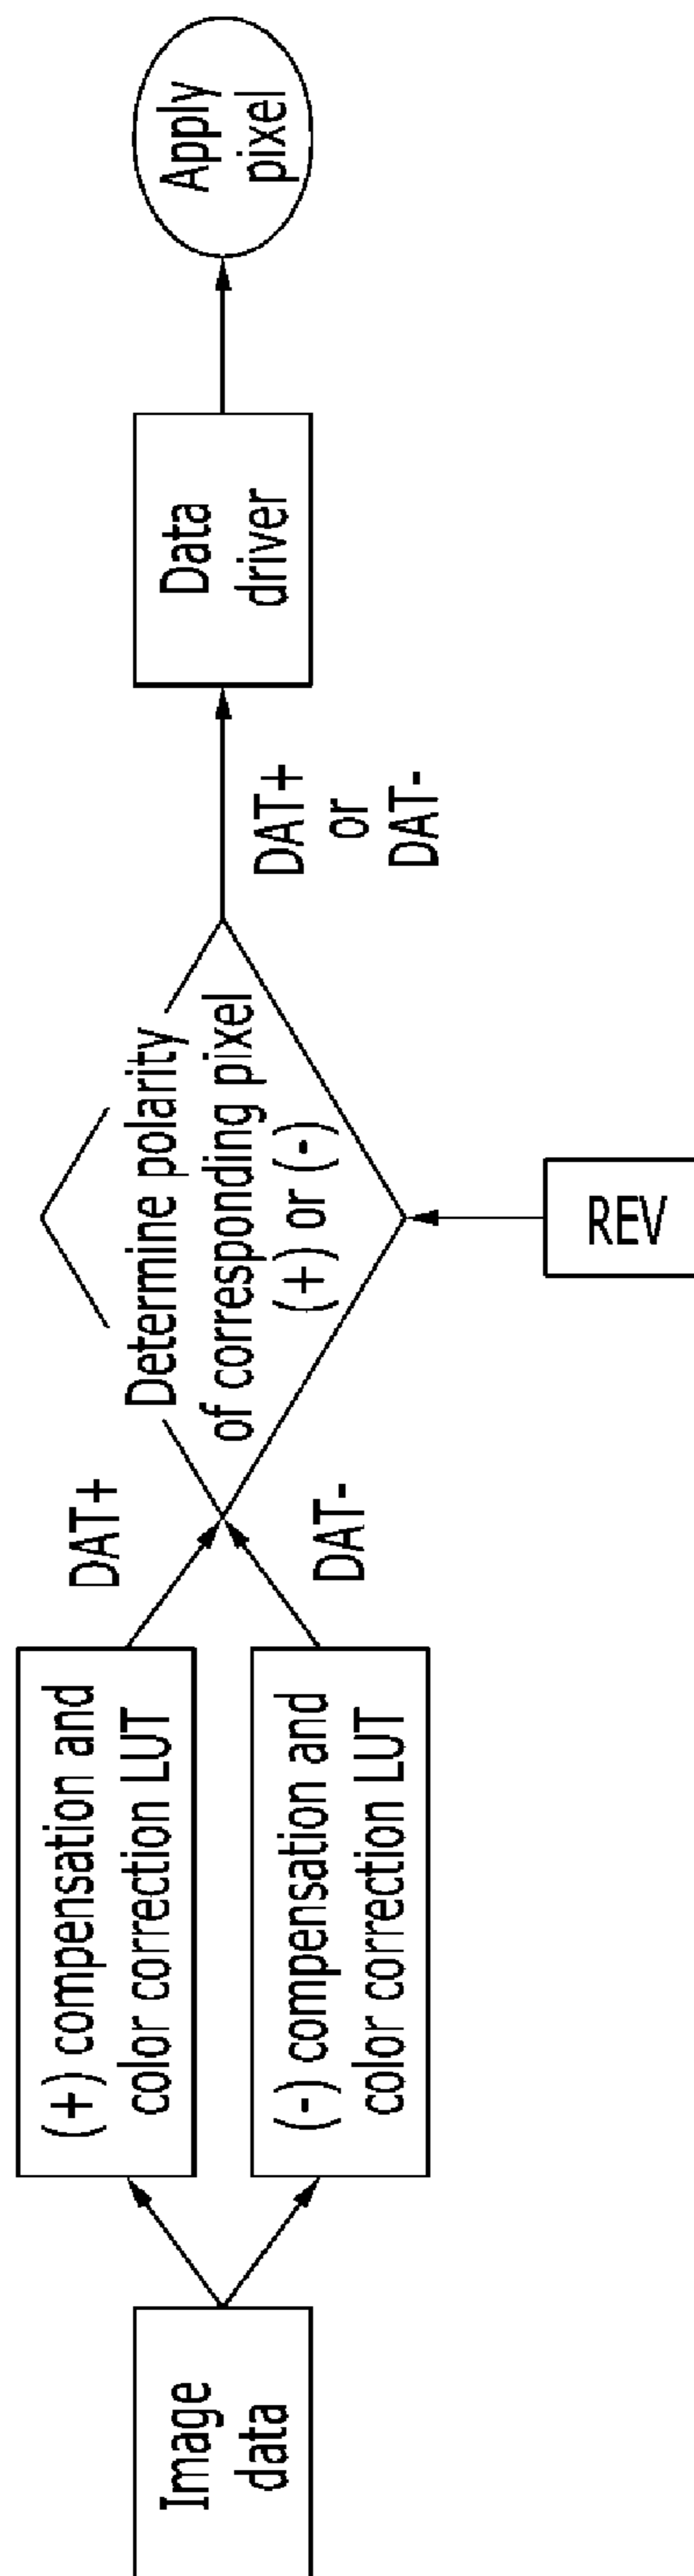 Image
data
(+) compensation and
color correction LUT
(-) compensation and
color correction LUT
DAT+
DAT-
Determine polarity
of corresponding pixel
(+) or (-)
REV
DAT+
or
DAT-
Data
driver
Apply
pixel